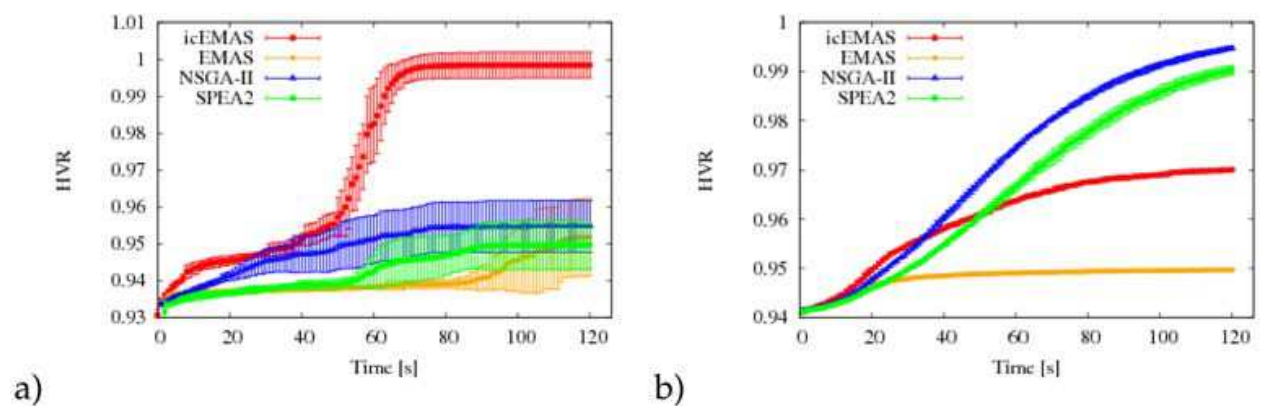 1.01
1
0.99
0.98
0.97
0.96
0.95
0.94
0.93
HVR
icEMAS
EMAS
NSGA-II
SPEA2
0 20 40 60 80 100 120
Time [s]
a)
1
0.99
0.98
0.97
0.96
0.95
0.94
HVR
icEMAS
EMAS
NSGA-II
SPEA2
0 20 40 60 80 100 120
Time [s]
b)